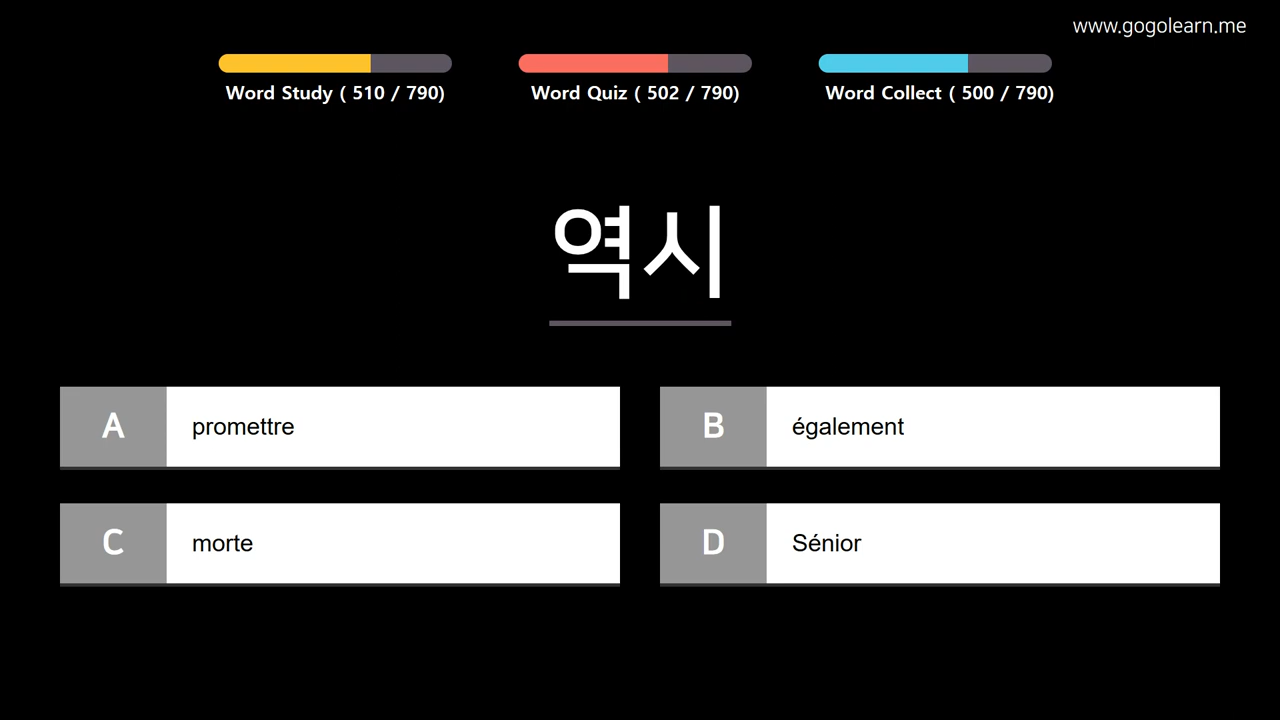 www.gogolearn.me
Word Study ( 510 / 790)
Word Quiz ( 502 / 790)
Word Collect ( 500 / 790)
역시
A promettre
B également
C morte
D Sénior